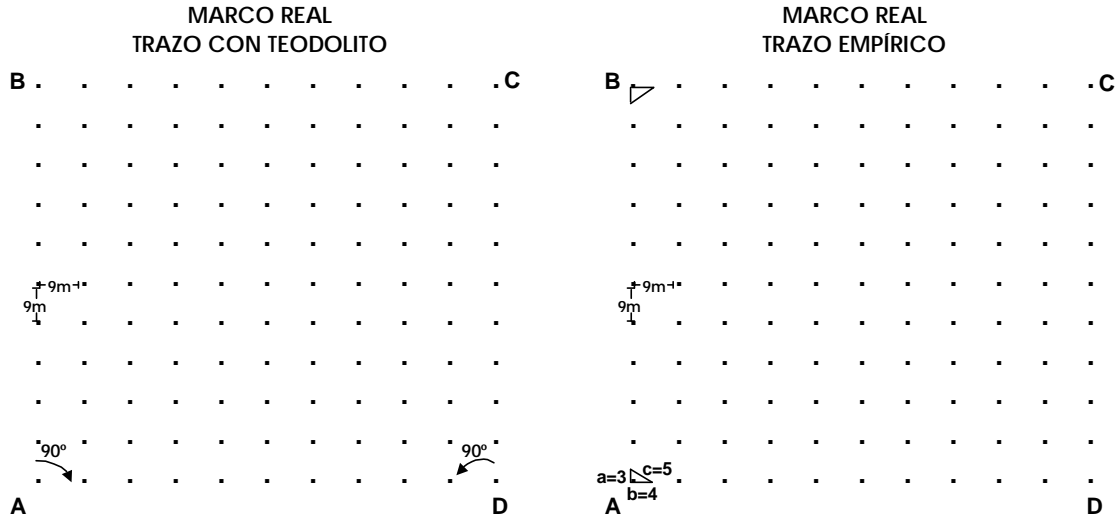 MARCO REAL
TRAZO CON TEODOLITO
B
C
9m
9m
90º
90º
A
D
MARCO REAL
TRAZO EMPÍRICO
B
C
9m
9m
a=3
c=5
b=4
A
D